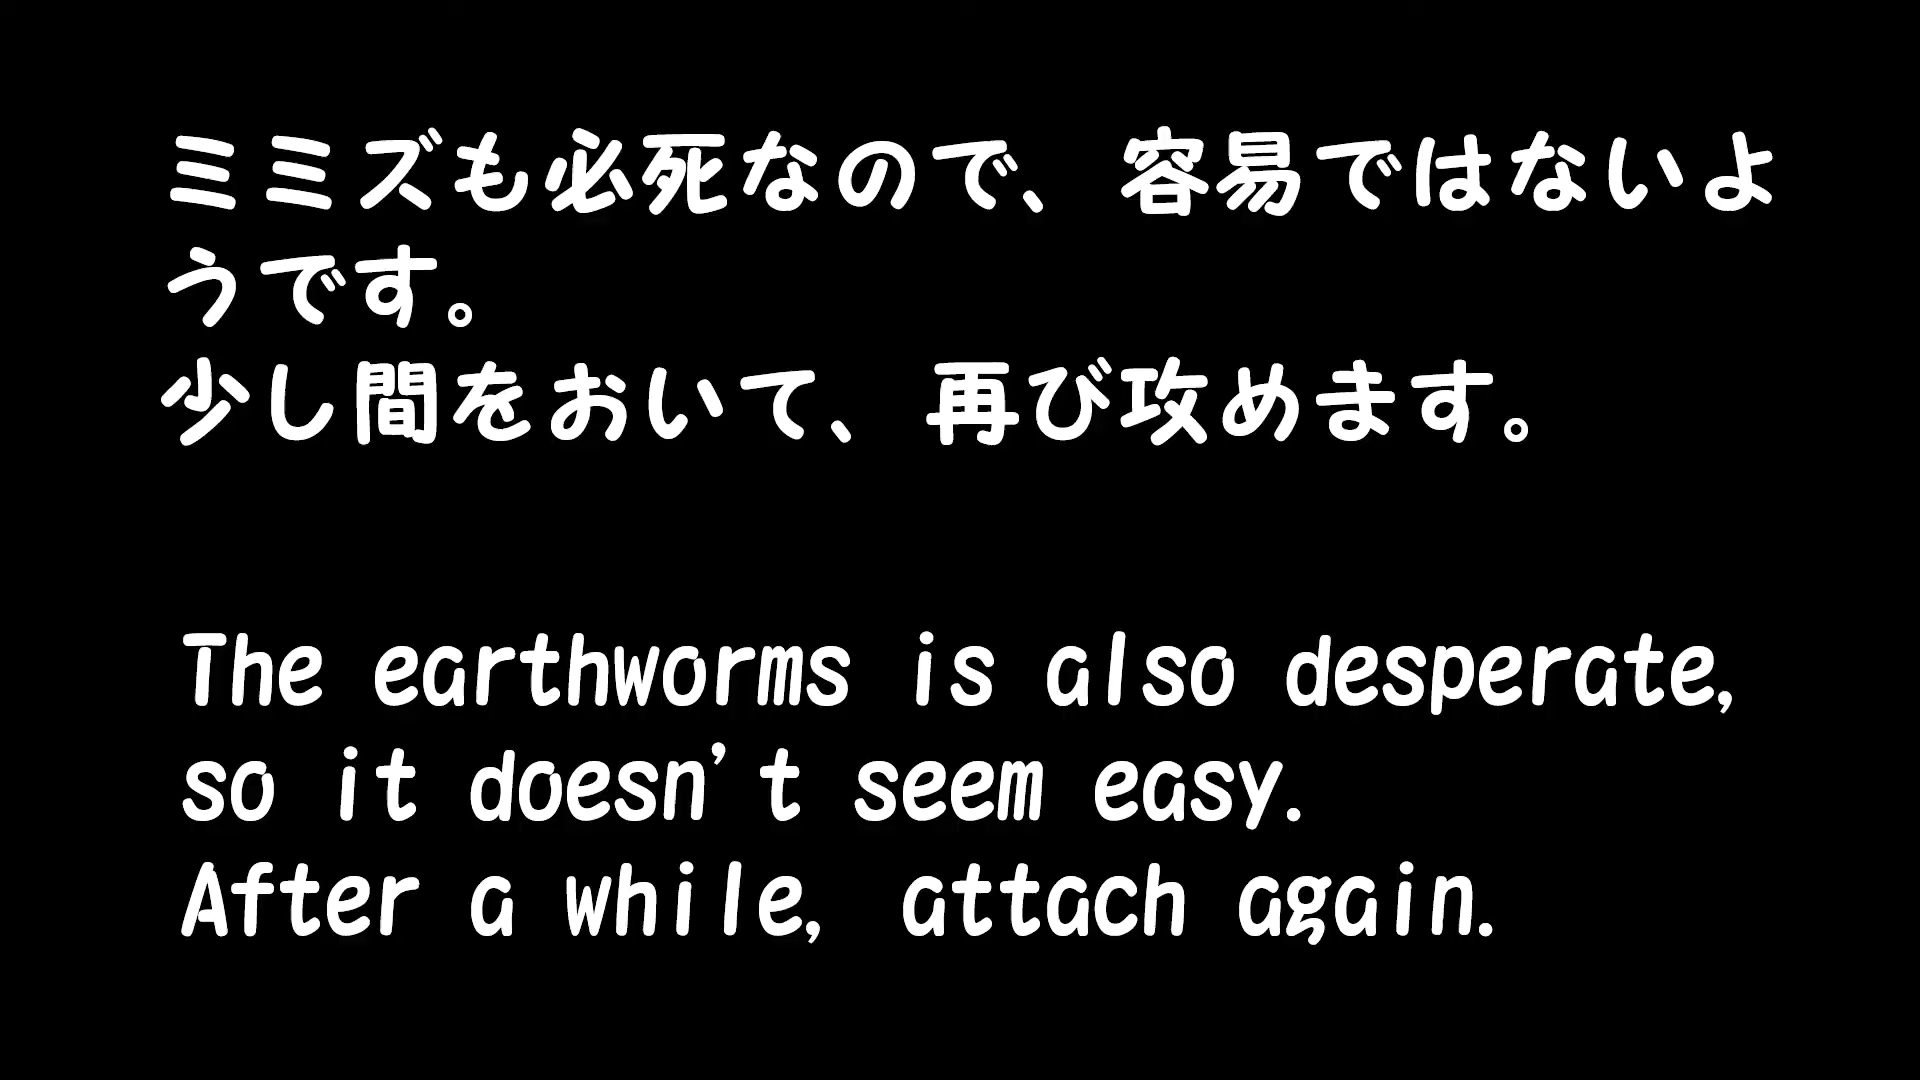 ミミズも必死なので、容易ではないよ
うです。
少し間をおいて、再び攻めます。
The earthworms is also desperate,
so it doesn't seem easy.
After a while, attach again.